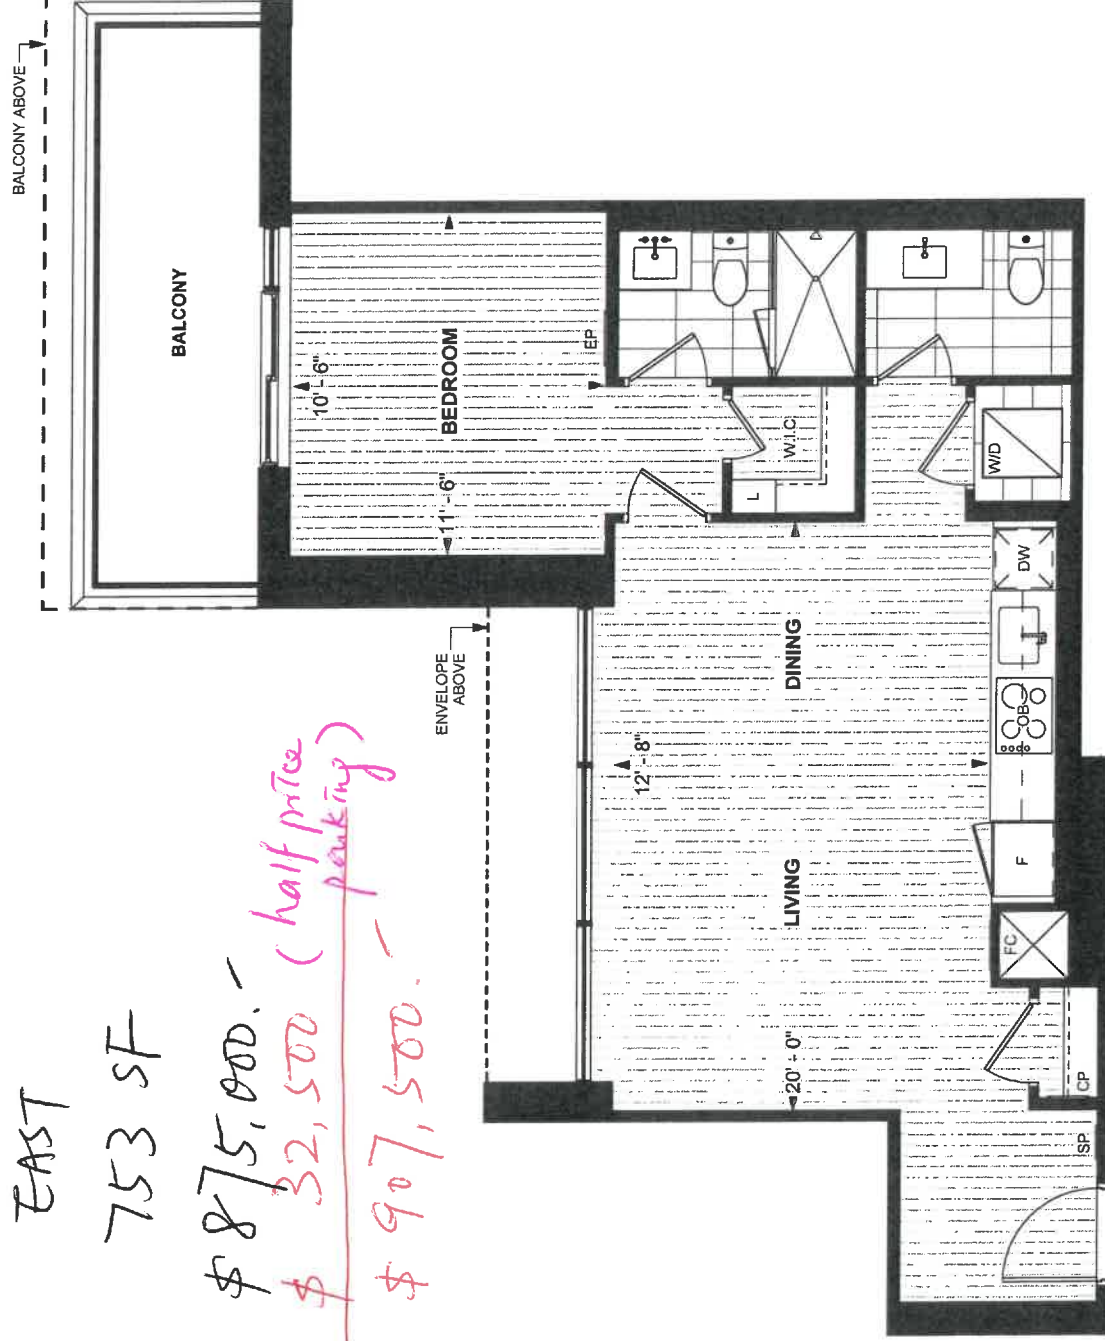 EAST
753 SF
$ 875,000.-
$ 32,500 (half price parking)
$ 907,500.-
BALCONY ABOVE
BALCONY
10'-6"
BEDROOM
11'-6"
EP
W.I.C.
L
W/D
ENVELOPE
ABOVE
DINING
12'-8"
LIVING
20'-0"
DW
OB
F
FC
CP
SP